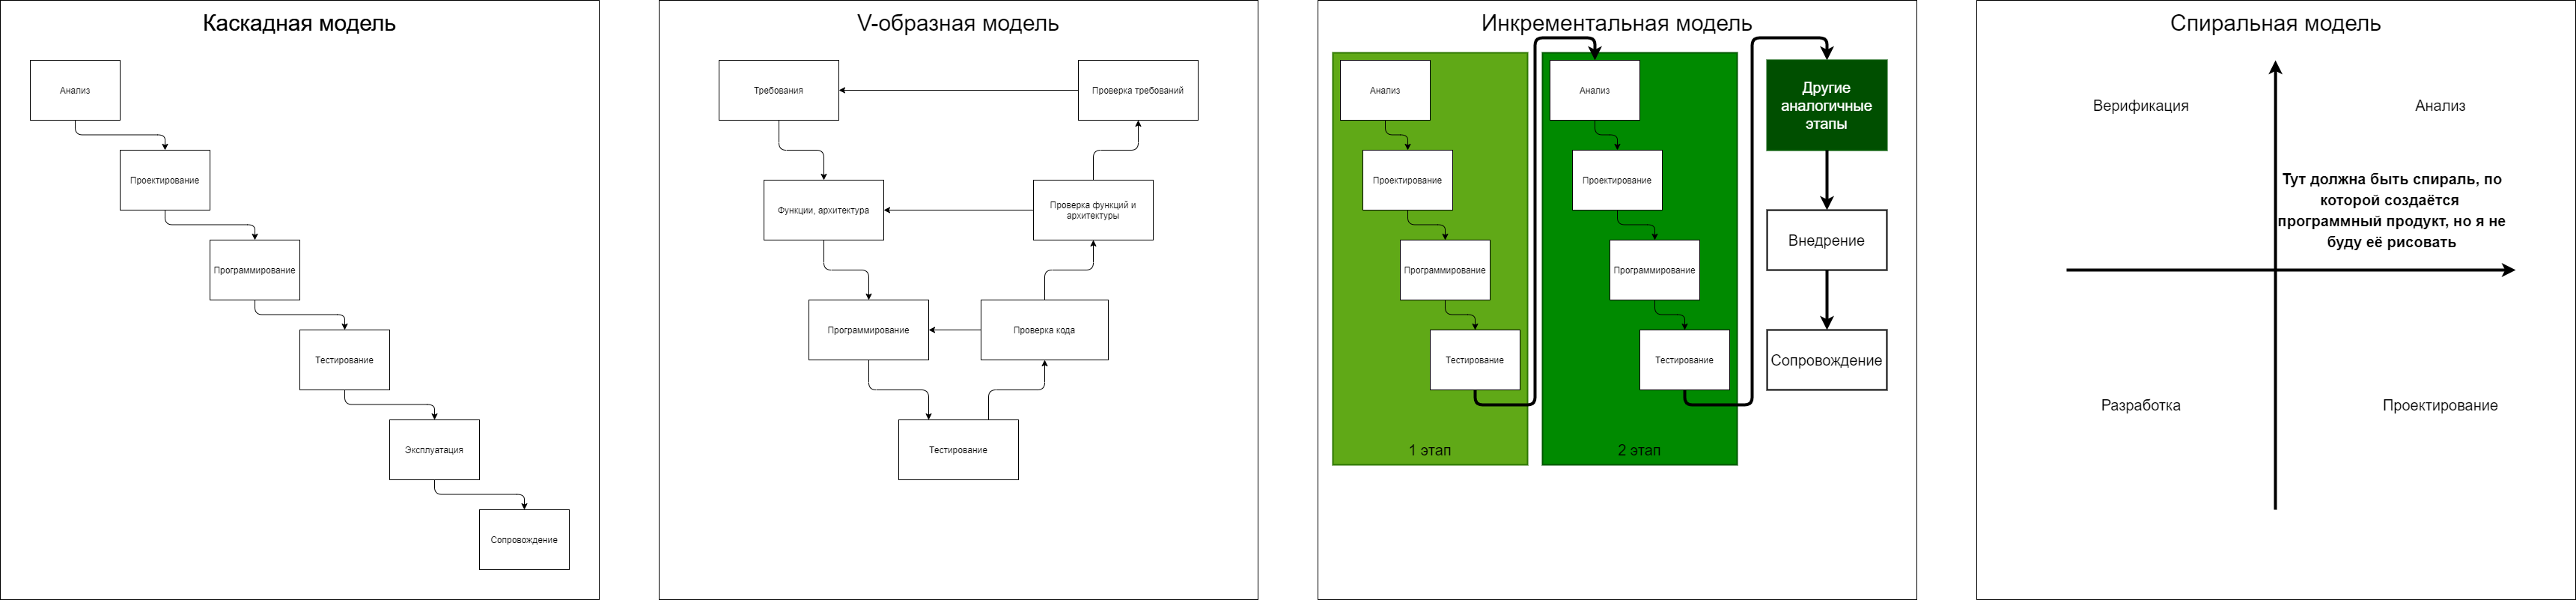 Каскадная модель
Анализ
Проектирование
Программирование
Тестирование
Эксплуатация
Сопровождение
V-образная модель
Требования
Проверка требований
Функции, архитектура
Проверка функций и
архитектуры
Программирование
Проверка кода
Тестирование
Инкрементальная модель
Анализ
Проектирование
Программирование
Тестирование
1 этап
Анализ
Проектирование
Программирование
Тестирование
2 этап
Другие
аналогичные
этапы
Внедрение
Сопровождение
Спиральная модель
Верификация
Анализ
Тут должна быть спираль, по
которой создаётся
программный продукт, но я не
буду её рисовать
Разработка
Проектирование